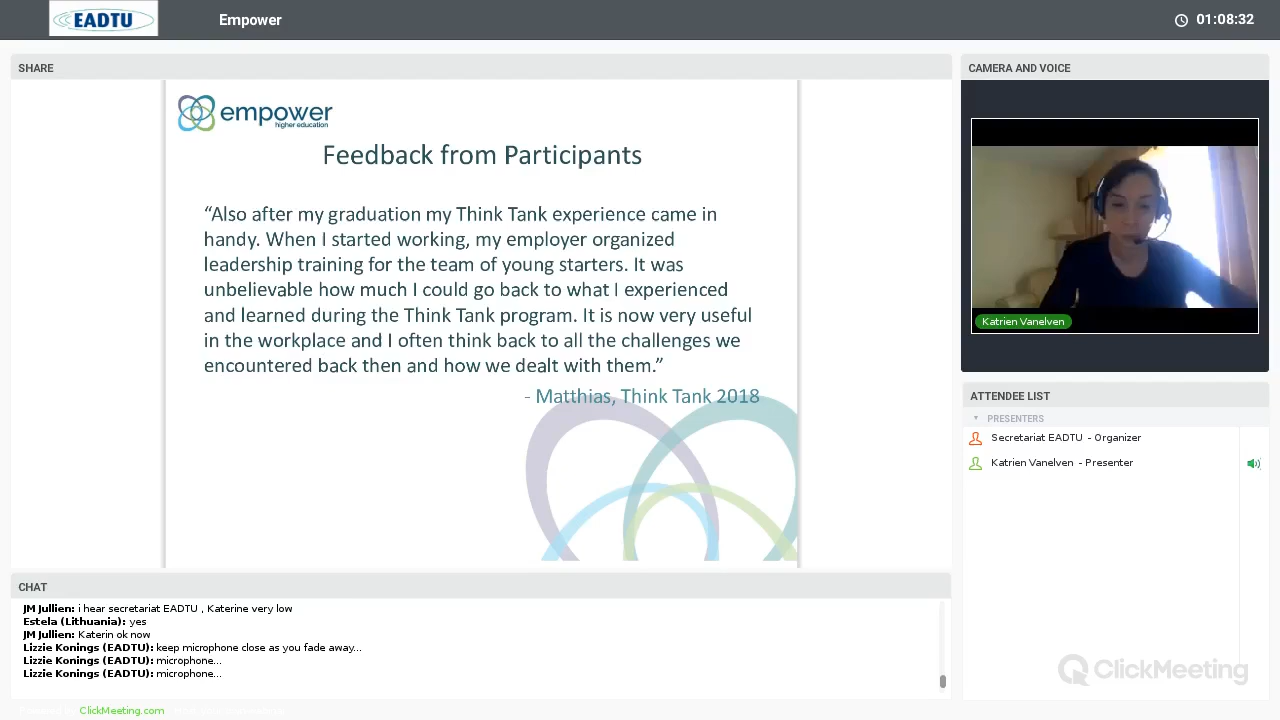 EADTU
Empower
01:08:32
SHARE
empower
higher education
Feedback from Participants
“Also after my graduation my Think Tank experience came in
handy. When I started working, my employer organized
leadership training for the team of young starters. It was
unbelievable how much I could go back to what I experienced
and learned during the Think Tank program. It is now very useful
in the workplace and I often think back to all the challenges we
encountered back then and how we dealt with them.”
- Matthias, Think Tank 2018
CAMERA AND VOICE
Katrien Vanelven
ATTENDEE LIST
PRESENTERS
Secretariat EADTU - Organizer
Katrien Vanelven - Presenter
CHAT
JM Jullien: i hear secretariat EADTU , Katerine very low
Estela (Lithuania): yes
JM Jullien: Katerin ok now
Lizzie Konings (EADTU): keep microphone close as you fade away...
Lizzie Konings (EADTU): microphone...
Lizzie Konings (EADTU): microphone...
ClickMeeting
ClickMeeting.com